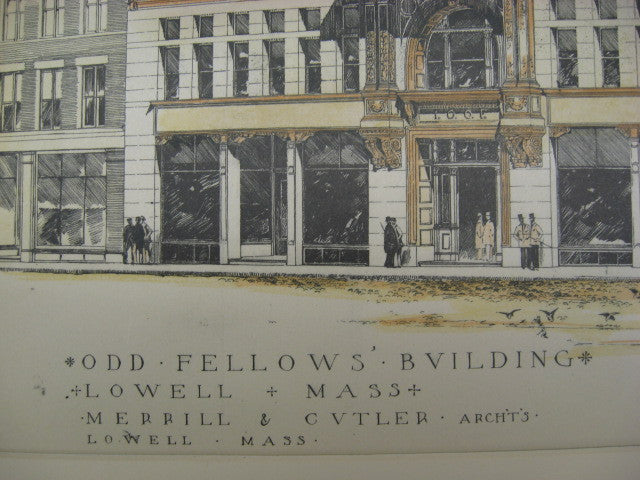 I.O.O.F.
*ODD · FELLOWS' · BVILDING*
+LOWELL + MASS+
·MERRILL & CVTLER · ARCHT'S·
LOWELL · MASS·